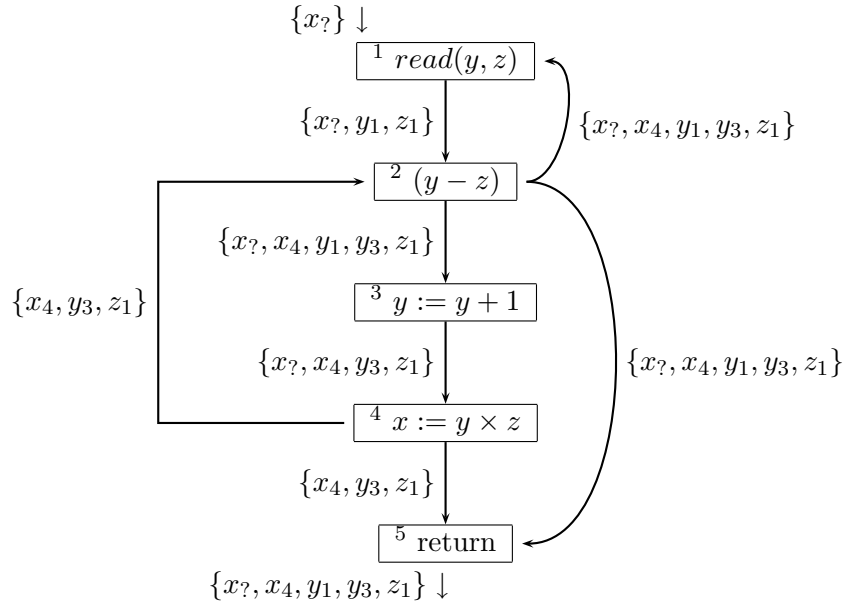 {x?} ↓
1 read(y, z)
{x?, y1, z1}
{x?, x4, y1, y3, z1}
2 (y − z)
{x?, x4, y1, y3, z1}
{x4, y3, z1}
3 y := y + 1
{x?, x4, y3, z1}
{x?, x4, y1, y3, z1}
4 x := y × z
{x4, y3, z1}
5 return
{x?, x4, y1, y3, z1} ↓